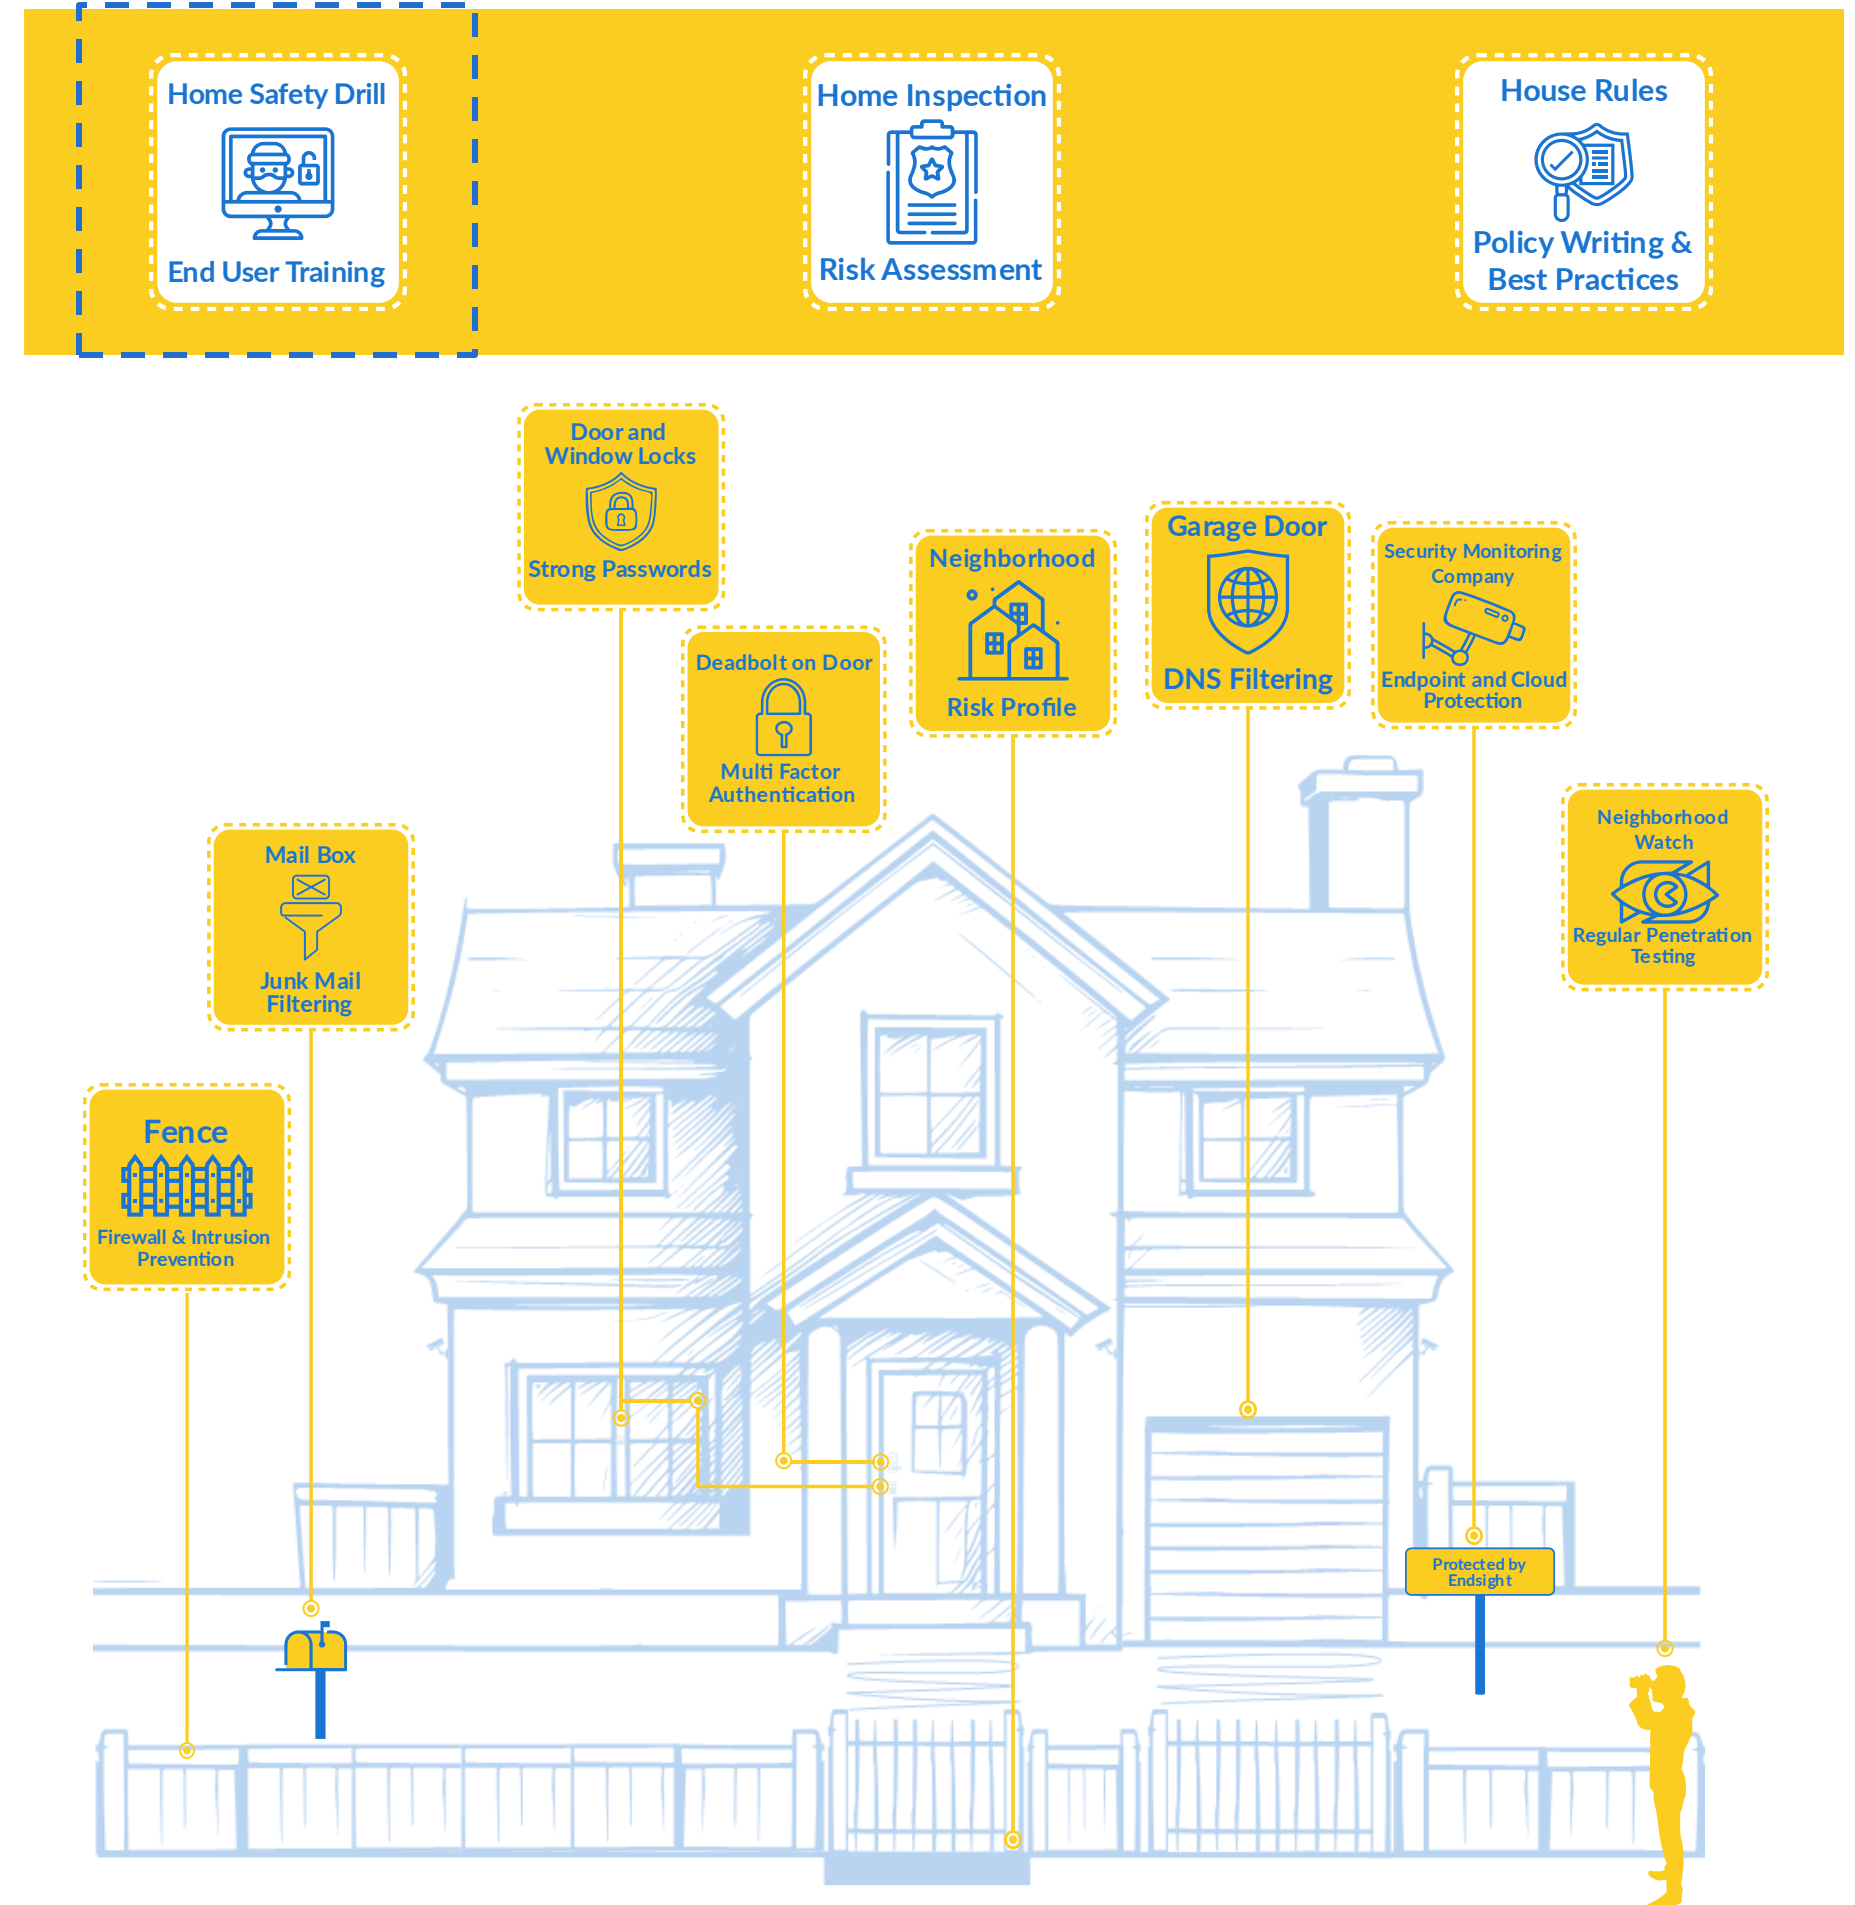 Home Safety Drill
End User Training
Home Inspection
Risk Assessment
House Rules
Policy Writing &
Best Practices
Door and
Window Locks
Strong Passwords
Deadbolt on Door
Multi Factor
Authentication
Neighborhood
Risk Profile
Garage Door
DNS Filtering
Security Monitoring
Company
Endpoint and Cloud
Protection
Neighborhood
Watch
Regular Penetration
Testing
Mail Box
Junk Mail
Filtering
Fence
Firewall & Intrusion
Prevention
Protected by
Endsight